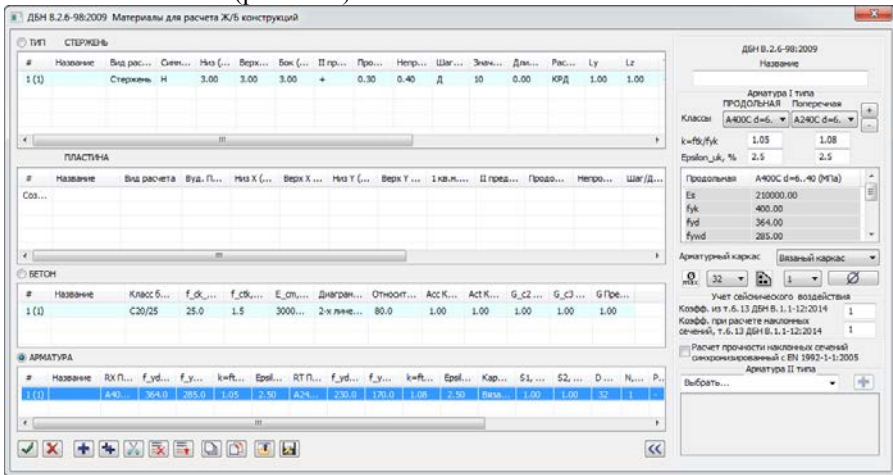 ДБН В.2.6-98:2009 Материалы для расчета Ж/Б конструкций
ТИП СТЕРЖЕНЬ
# Название Вид рас... Симм... Низ (... Верх... Бок (... II пр... Про... Непр... Шаг... Знач... Дли... Рас... Ly Lz
1 (1) Стержень Н 3.00 3.00 3.00 + 0.30 0.40 Д 10 0.00 КРД 1.00 1.00
ПЛАСТИНА
# Название Вид расчета Вуд. П... Низ X (... Верх X ... Низ Y (... Верх Y ... 1 кв.м.... II пред... Продо... Непро... Шаг/Д...
Соз...
БЕТОН
# Название Класс б... f_ck_... f_ctk,... E_cm,... Диагран... Относит... Acc K... Act K... G_c2 ... G_c3 ... G Пре...
1 (1) C20/25 25.0 1.5 3000... 2-х лине... 80.0 1.00 1.00 1.00 1.00 1.00
АРМАТУРА
# Название RX П... f_yd... f_y... k=ft... Epsil... RT П... f_yd... f_y... k=ft... Epsil... Кар... S1, ... S2, ... D ... N,... P..
1 (1) A40... 364.0 285.0 1.05 2.50 A24... 230.0 170.0 1.08 2.50 Вяза... 1.00 1.00 32 1 -
ДБН В.2.6-98:2009
Название
Арматура I типа
ПРОДОЛЬНАЯ Поперечная
Классы A400C d=6. A240C d=6. +
-
k=ftk/fyk 1.05 1.08
Epsilon_uk, % 2.5 2.5
Продольная A400C d=6..40 (МПа)
Es 210000.00
fyk 400.00
fyd 364.00
fywd 285.00
Арматурный каркас Вязаный каркас
Ø max 32 1 Ø
Учет сейсмического воздействия
Коэфф. из т.6.13 ДБН В.1.1-12:2014 1
Коэфф. при расчете наклонных
сечений, т.6.13 ДБН В.1.1-12:2014 1
Расчет прочности наклонных сечений
синхронизированный с EN 1992-1-1:2005
Арматура II типа
Выбрать...